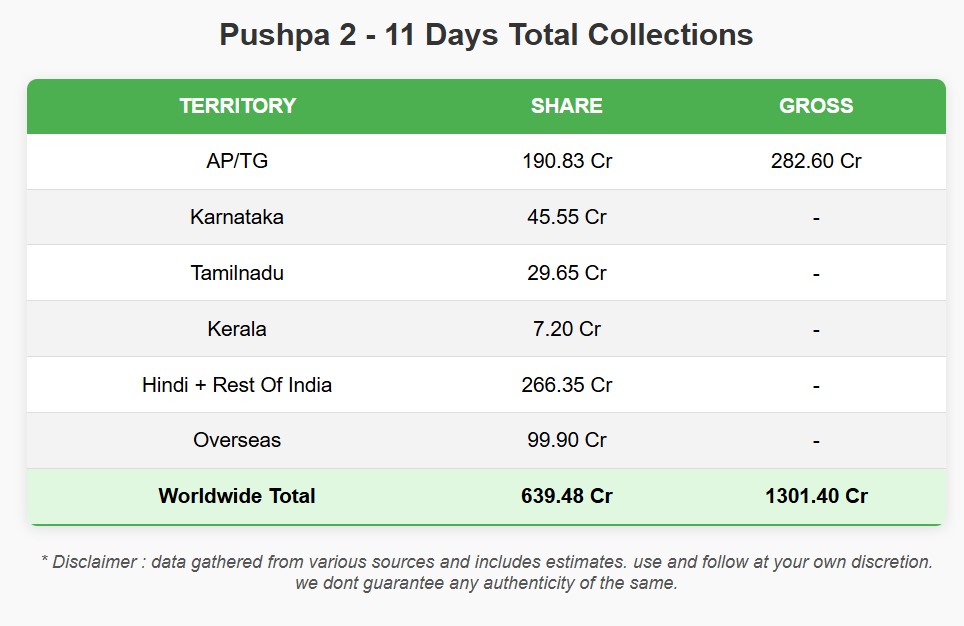 Pushpa 2 - 11 Days Total Collections
TERRITORY SHARE GROSS
AP/TG 190.83 Cr 282.60 Cr
Karnataka 45.55 Cr -
Tamilnadu 29.65 Cr -
Kerala 7.20 Cr -
Hindi + Rest Of India 266.35 Cr -
Overseas 99.90 Cr -
Worldwide Total 639.48 Cr 1301.40 Cr
* Disclaimer : data gathered from various sources and includes estimates. use and follow at your own discretion.
we dont guarantee any authenticity of the same.